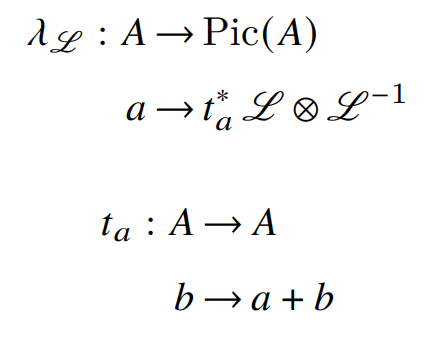 λ_ℒ : A → Pic(A)
a → t_a^* ℒ ⊗ ℒ^{-1}
t_a : A → A
b → a + b